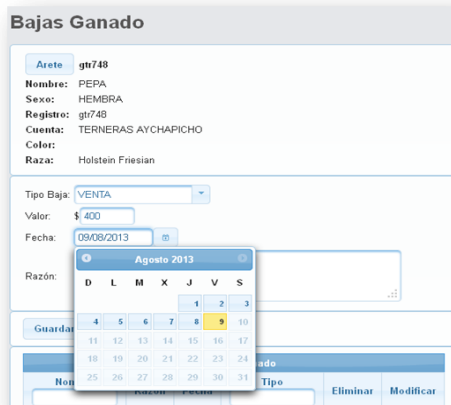 Bajas Ganado
Arete gtr748
Nombre: PEPA
Sexo: HEMBRA
Registro: gtr748
Cuenta: TERNERAS AYCHAPICHO
Color:
Raza: Holstein Friesian
Tipo Baja: VENTA
Valor: $ 400
Fecha: 09/08/2013
Agosto 2013
Razón:
D L M X J V S
1 2 3
4 5 6 7 8 9 10
11 12 13 14 15 16 17
18 19 20 21 22 23 24
25 26 27 28 29 30 31
Guardar
Tipo
Razón Fecha Eliminar Modificar